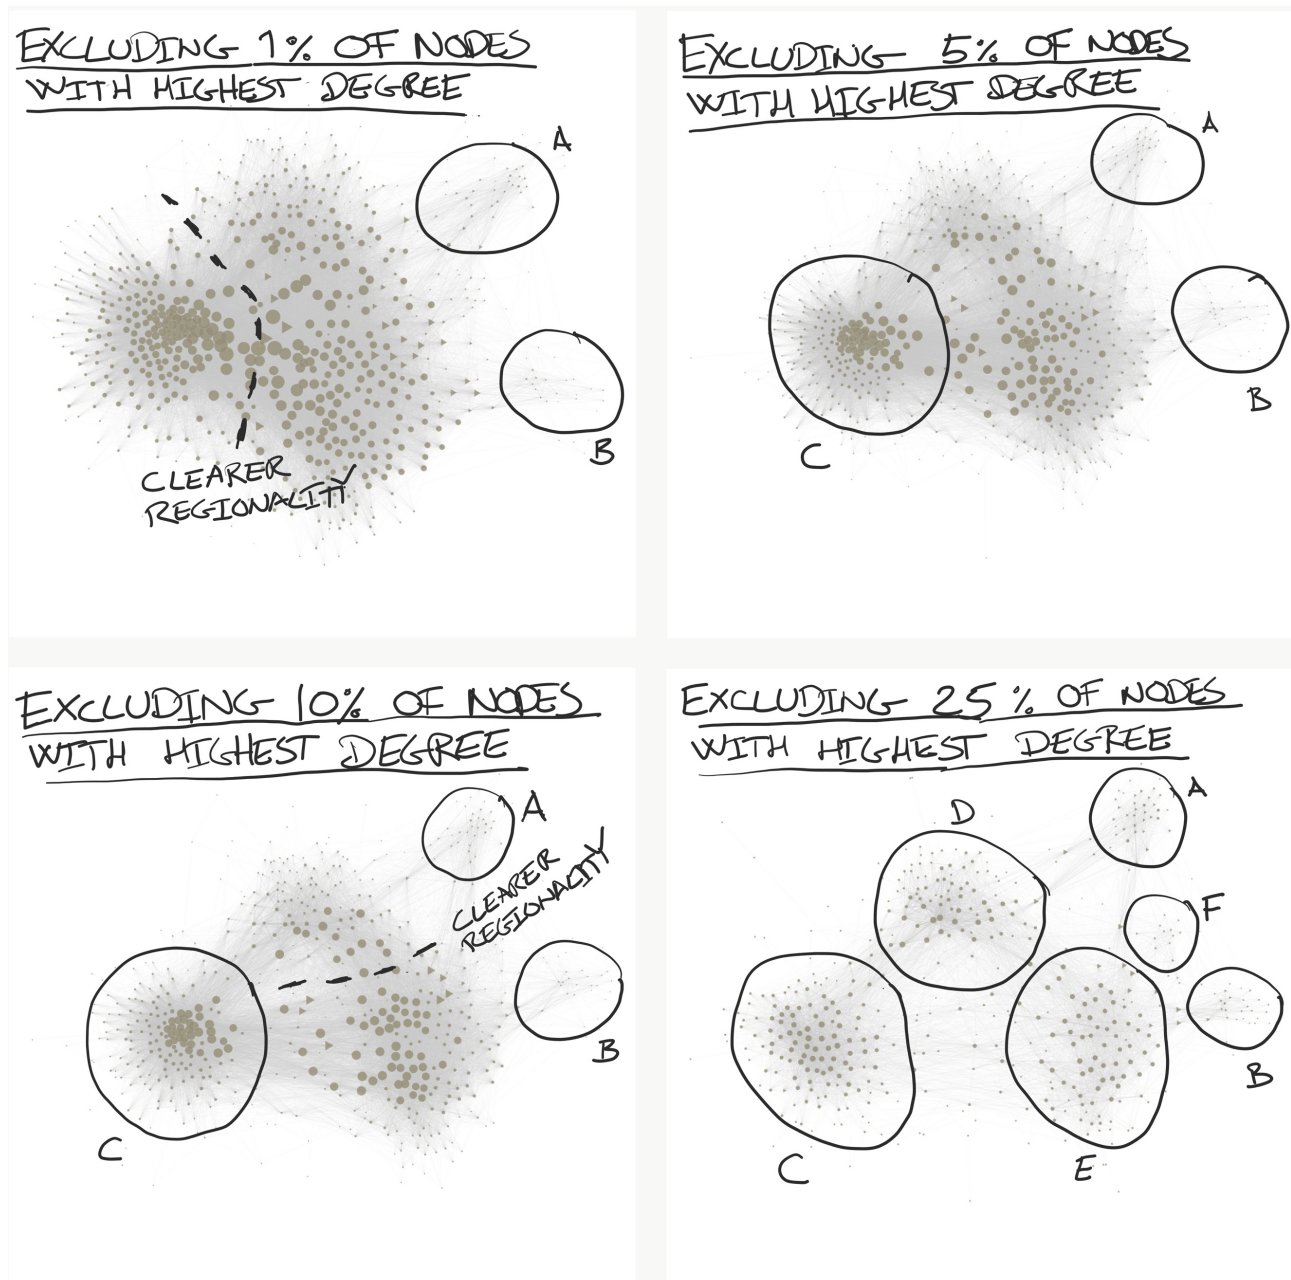 EXCLUDING 1% OF NODES
WITH HIGHEST DEGREE
A
B
CLEARER
REGIONALITY
EXCLUDING 5% OF NODES
WITH HIGHEST DEGREE
A
B
C
EXCLUDING 10% OF NODES
WITH HIGHEST DEGREE
A
CLEARER
REGIONALITY
B
C
EXCLUDING 25% OF NODES
WITH HIGHEST DEGREE
A
D
F
B
C
E